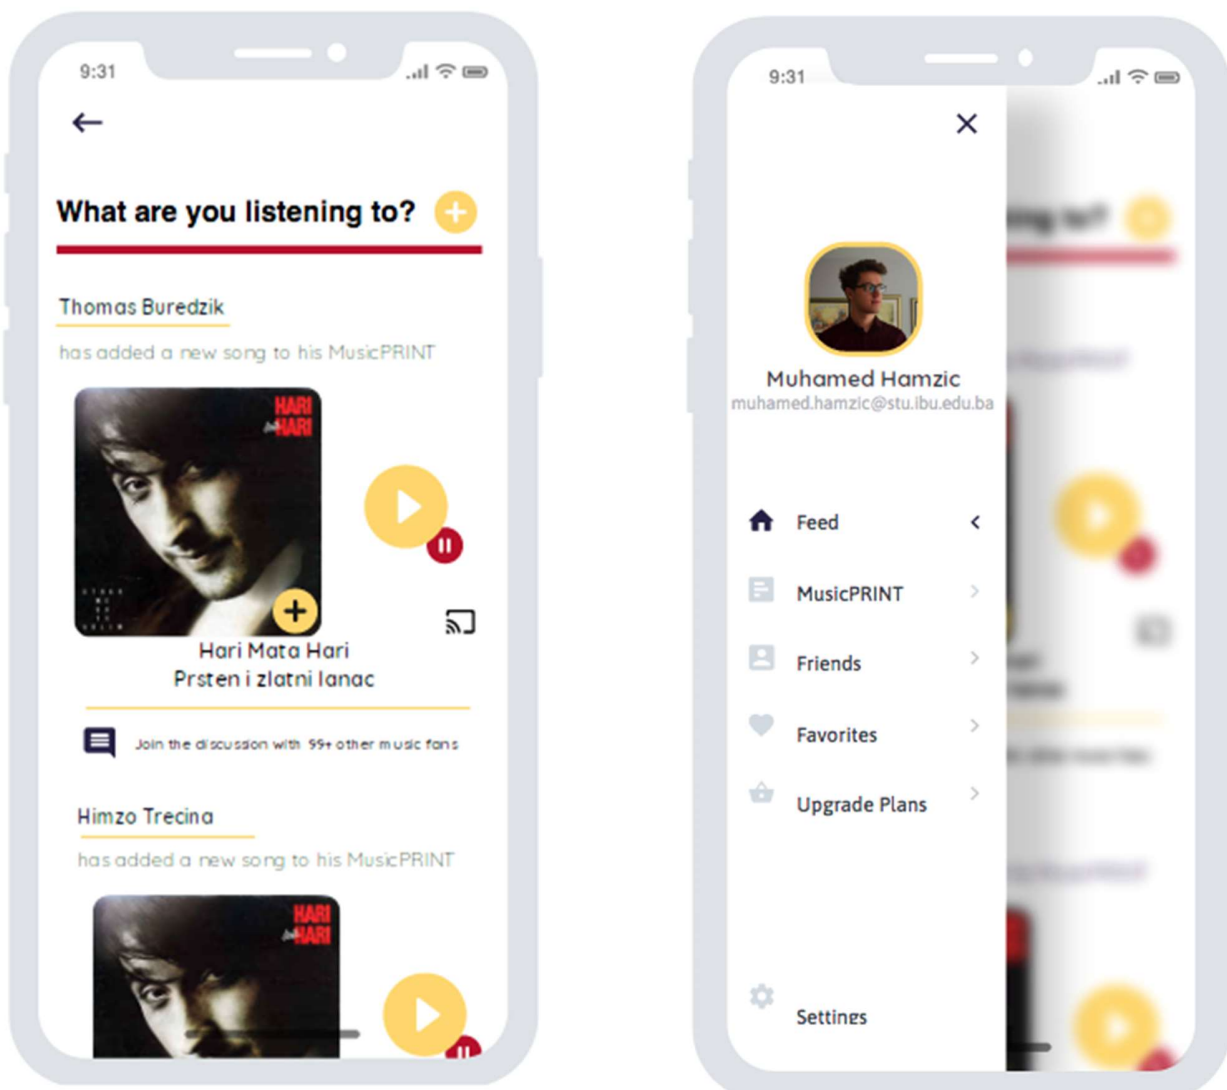 9:31
What are you listening to?
Thomas Buredzik
has added a new song to his MusicPRINT
HARI
HARI
Hari Mata Hari
Prsten i zlatni lanac
Join the discussion with 99+ other music fans
Himzo Trecina
has added a new song to his MusicPRINT
HARI
HARI
9:31
ing to?
Muhamed Hamzic
muhamed.hamzic@stu.ibu.edu.ba
Feed
MusicPRINT
Friends
Favorites
Upgrade Plans
Settings